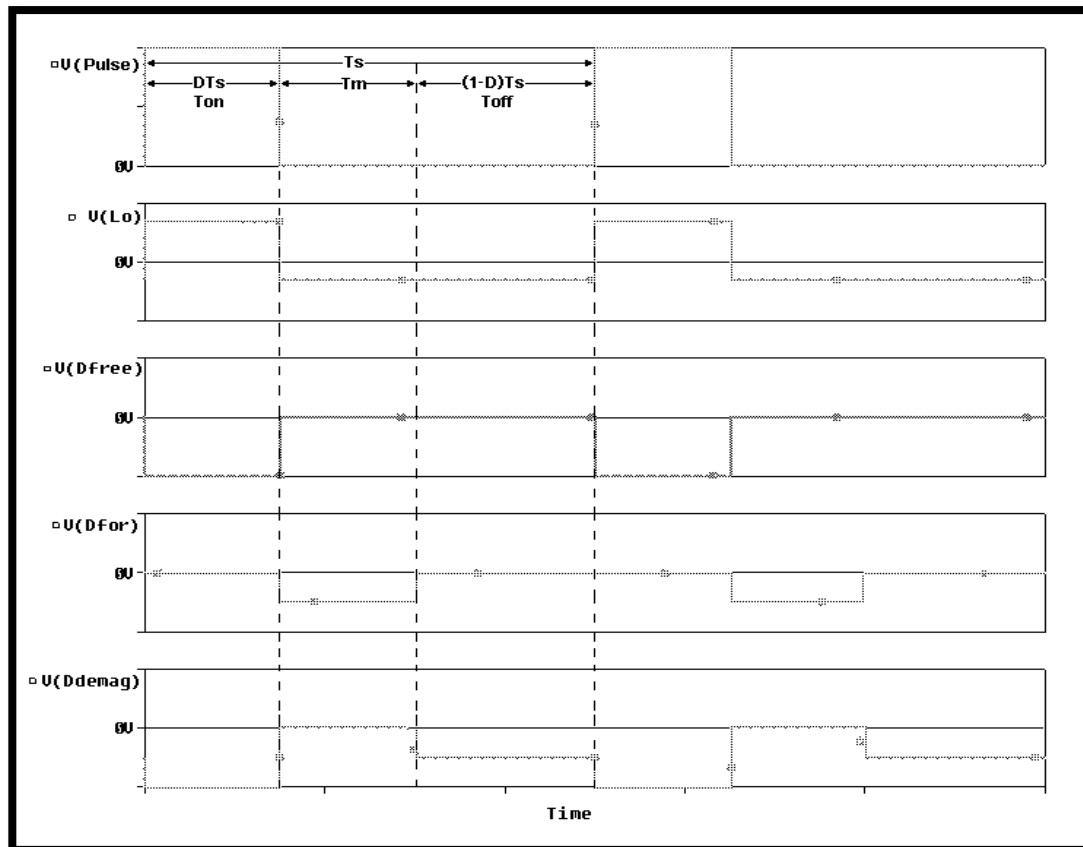 V(Pulse)
Ts
DTs Tm (1-D)Ts
Ton Toff
0V
V(Lo)
0V
V(Dfree)
0V
V(Dfor)
0V
V(Ddemag)
0V
Time